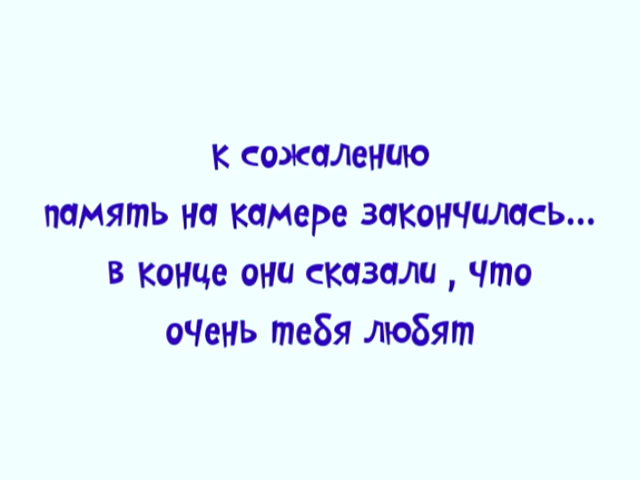 к сожалению
память на камере закончилась...
в конце они сказали , что
очень тебя любят